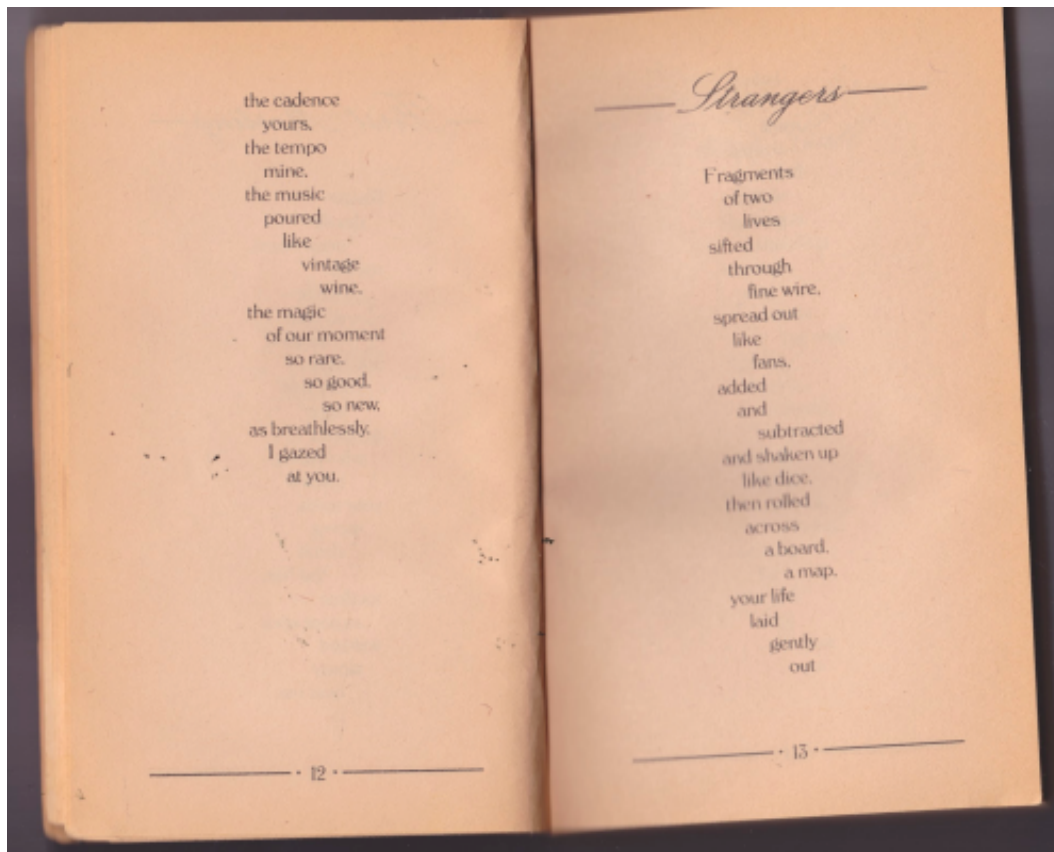 the cadence
yours,
the tempo
mine,
the music
poured
like
vintage
wine,
the magic
of our moment
so rare,
so good,
so new,
as breathlessly,
I gazed
at you.
12
Strangers
Fragments
of two
lives
sifted
through
fine wire,
spread out
like
fans,
added
and
subtracted
and shaken up
like dice,
then rolled
across
a board,
a map,
your life
laid
gently
out
13